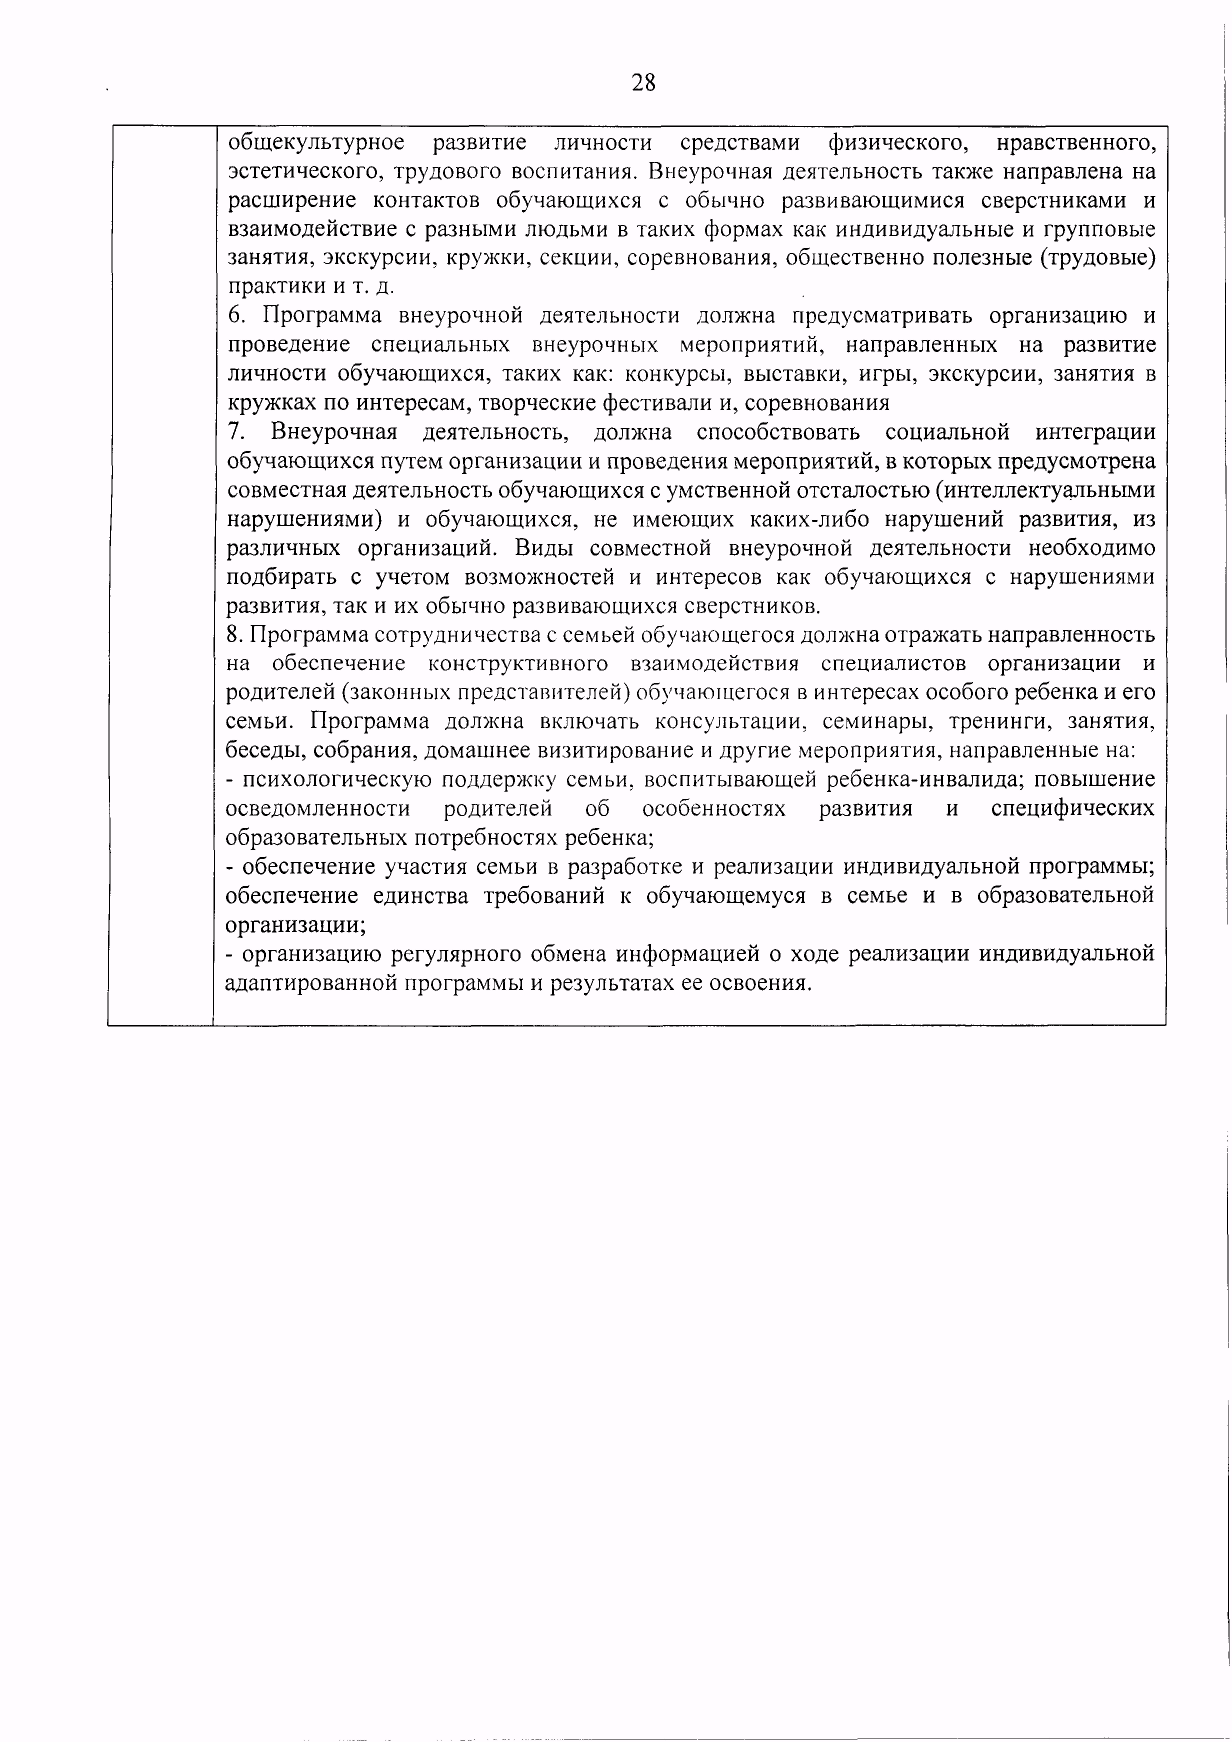 28
общекультурное развитие личности средствами физического, нравственного,
эстетического, трудового воспитания. Внеурочная деятельность также направлена на
расширение контактов обучающихся с обычно развивающимися сверстниками и
взаимодействие с разными людьми в таких формах как индивидуальные и групповые
занятия, экскурсии, кружки, секции, соревнования, общественно полезные (трудовые)
практики и т. д.
6. Программа внеурочной деятельности должна предусматривать организацию и
проведение специальных внеурочных мероприятий, направленных на развитие
личности обучающихся, таких как: конкурсы, выставки, игры, экскурсии, занятия в
кружках по интересам, творческие фестивали и, соревнования
7. Внеурочная деятельность, должна способствовать социальной интеграции
обучающихся путем организации и проведения мероприятий, в которых предусмотрена
совместная деятельность обучающихся с умственной отсталостью (интеллектуальными
нарушениями) и обучающихся, не имеющих каких-либо нарушений развития, из
различных организаций. Виды совместной внеурочной деятельности необходимо
подбирать с учетом возможностей и интересов как обучающихся с нарушениями
развития, так и их обычно развивающихся сверстников.
8. Программа сотрудничества с семьей обучающегося должна отражать направленность
на обеспечение конструктивного взаимодействия специалистов организации и
родителей (законных представителей) обучающегося в интересах особого ребенка и его
семьи. Программа должна включать консультации, семинары, тренинги, занятия,
беседы, собрания, домашнее визитирование и другие мероприятия, направленные на:
- психологическую поддержку семьи, воспитывающей ребенка-инвалида; повышение
осведомленности родителей об особенностях развития и специфических
образовательных потребностях ребенка;
- обеспечение участия семьи в разработке и реализации индивидуальной программы;
обеспечение единства требований к обучающемуся в семье и в образовательной
организации;
- организацию регулярного обмена информацией о ходе реализации индивидуальной
адаптированной программы и результатах ее освоения.